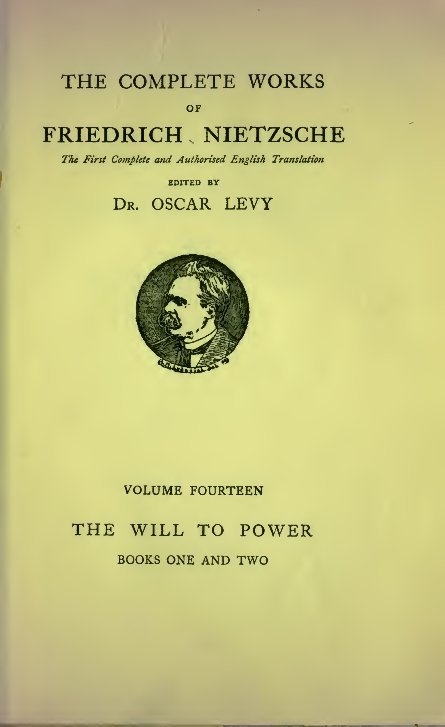 THE COMPLETE WORKS
OF
FRIEDRICH NIETZSCHE
The First Complete and Authorised English Translation
EDITED BY
DR. OSCAR LEVY
VOLUME FOURTEEN
THE WILL TO POWER
BOOKS ONE AND TWO